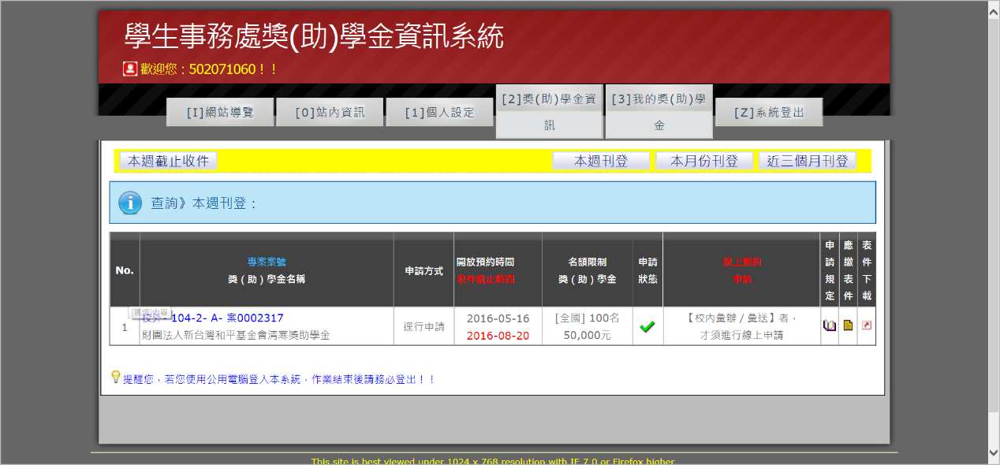 學生事務處獎(助)學金資訊系統
歡迎您：502071060！！
[I]網站導覽
[0]站內資訊
[1]個人設定
[2]獎(助)學金資
訊
[3]我的獎(助)學
金
[Z]系統登出
本週截止收件
本週刊登
本月份刊登
近三個月刊登
查詢》本週刊登：
No.
專案案號
獎 ( 助 ) 學金名稱
申請方式
開放預約時間
收件截止時間
名額限制
獎 ( 助 ) 學金
申請
狀態
線上預約
申請
申請規定
應繳表件
表件下載
1
校外- 104-2- A- 案0002317
財團法人新台灣和平基金會清寒獎助學金
逕行申請
2016-05-16
2016-08-20
[全國] 100名
50,000元
【校內彙辦 / 彙送】者，
才須進行線上申請
提醒您，若您使用公用電腦登入本系統，作業結束後請務必登出！！
This site is best viewed under 1024 x 768 resolution with IE 7.0 or Firefox higher